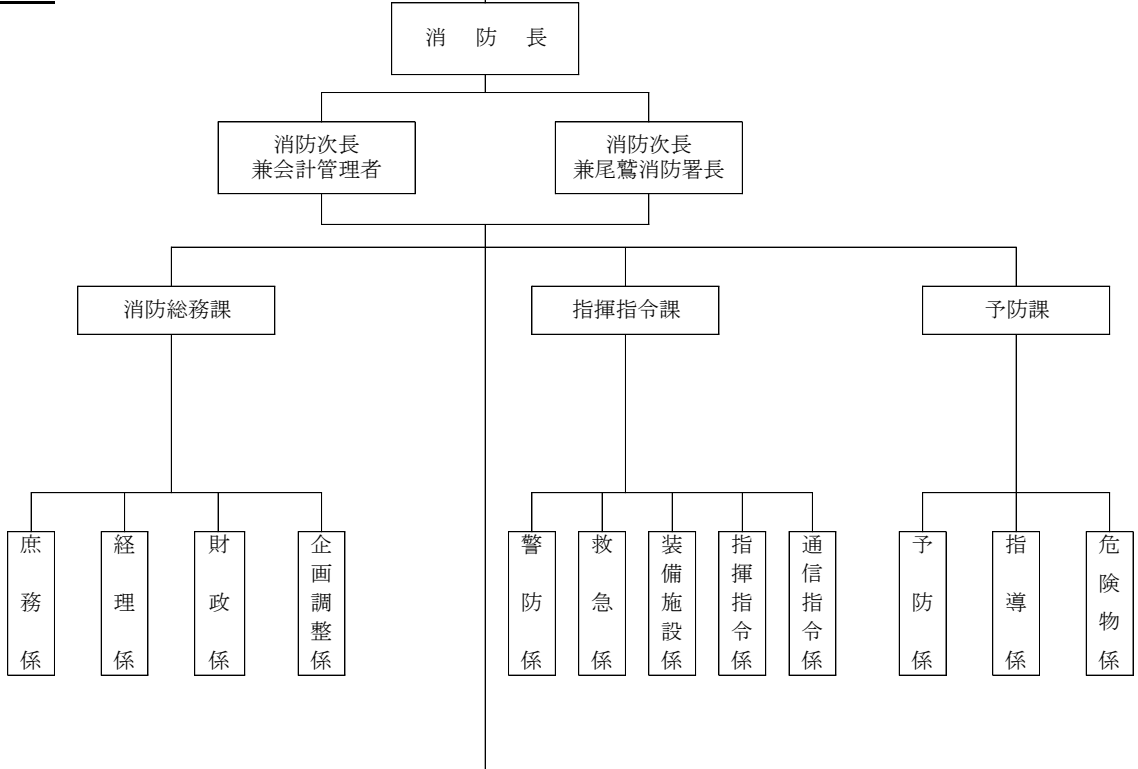 消防長
消防次長
兼会計管理者
消防次長
兼尾鷲消防署長
消防総務課
指揮指令課
予防課
庶務係
経理係
財政係
企画調整係
警防係
救急係
装備施設係
指揮指令係
通信指令係
予防係
指導係
危険物係